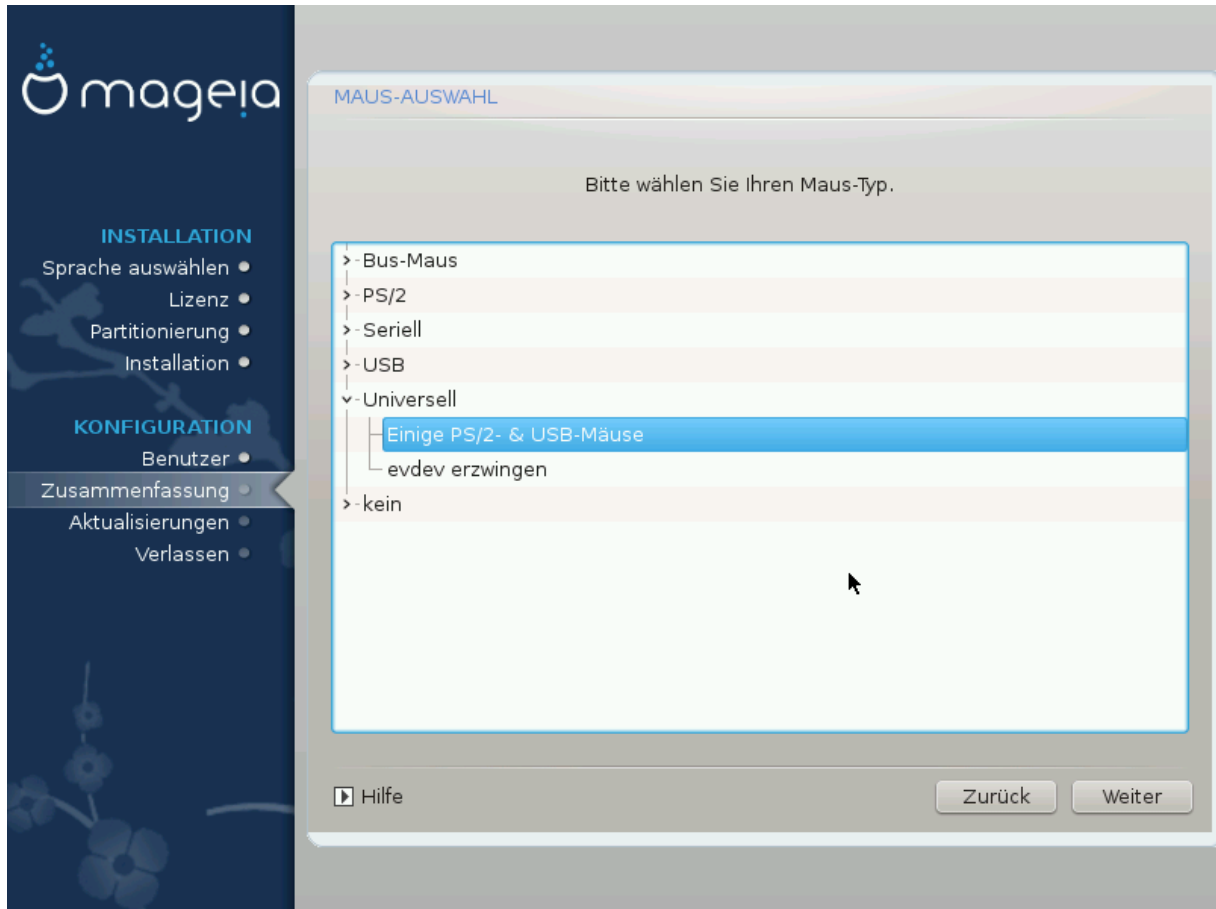 mageia
INSTALLATION
Sprache auswählen
Lizenz
Partitionierung
Installation
KONFIGURATION
Benutzer
Zusammenfassung
Aktualisierungen
Verlassen
MAUS-AUSWAHL
Bitte wählen Sie Ihren Maus-Typ.
Bus-Maus
PS/2
Seriell
USB
Universell
Einige PS/2- & USB-Mäuse
evdev erzwingen
kein
Hilfe
Zurück
Weiter